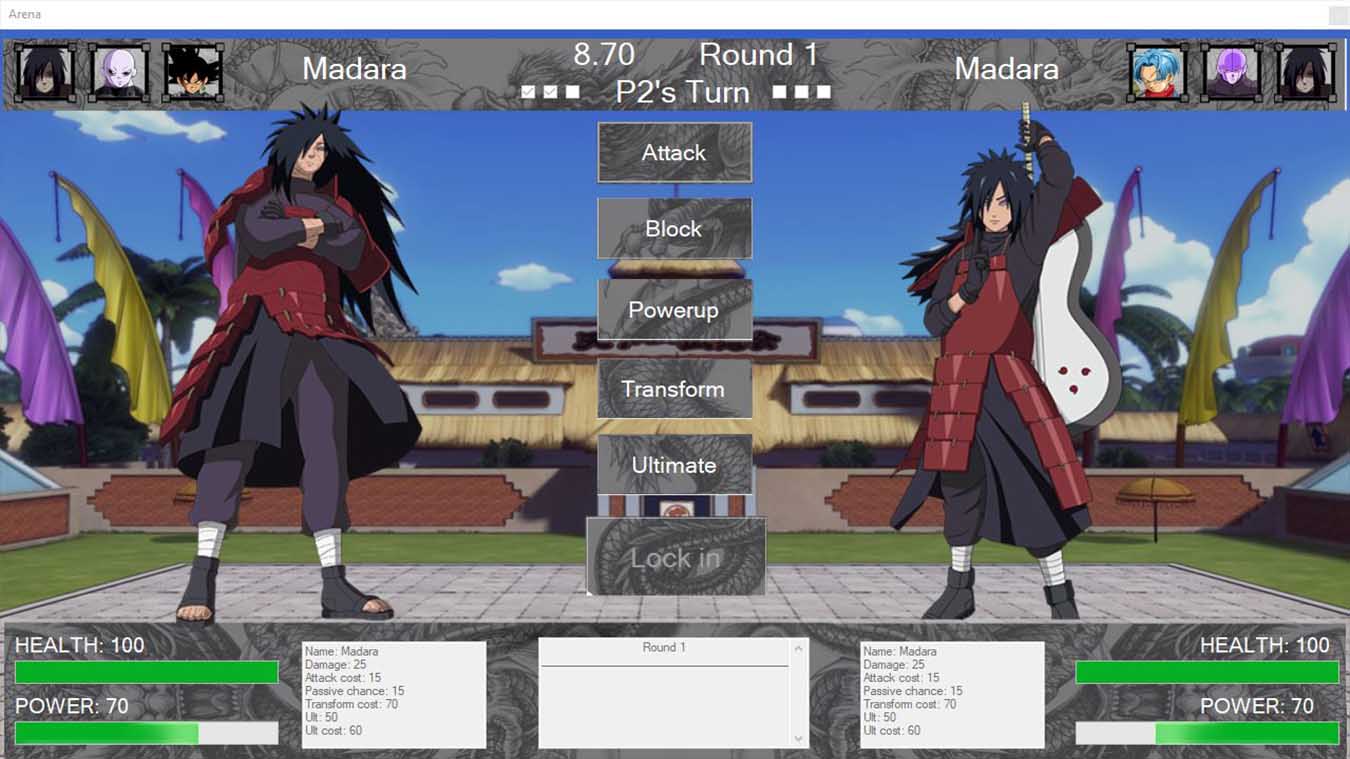 Arena
Madara
8.70 Round 1
P2's Turn
Madara
Attack
Block
Powerup
Transform
Ultimate
Lock in
HEALTH: 100
POWER: 70
Name: Madara
Damage: 25
Attack cost: 15
Passive chance: 15
Transform cost: 70
Ult: 50
Ult cost: 60
Round 1
Name: Madara
Damage: 25
Attack cost: 15
Passive chance: 15
Transform cost: 70
Ult: 50
Ult cost: 60
HEALTH: 100
POWER: 70